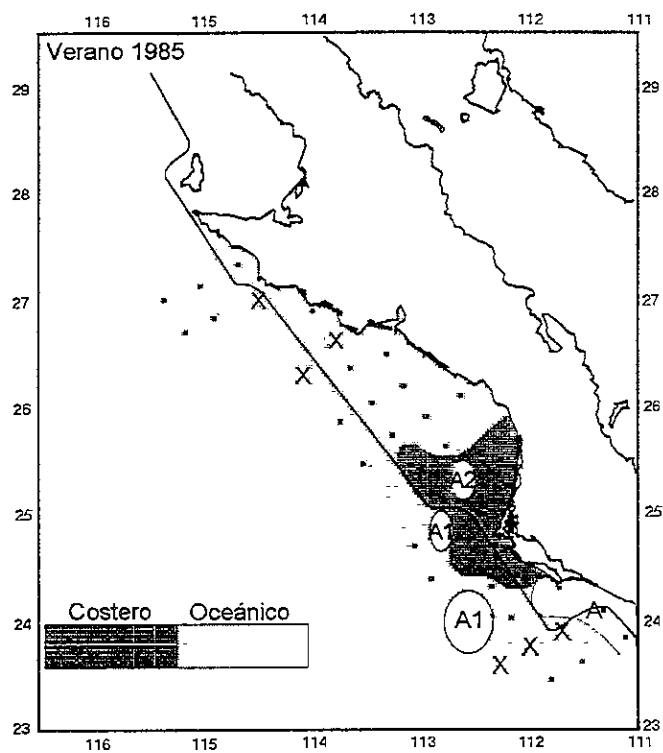 116 115 114 113 112 111
Verano 1985
29 29
28 28
27 27
X
X
X
26 26
25 25
A2
A1
Costero Oceánico
24 24
A1
A
X
X
X
23 23
116 115 114 113 112 111